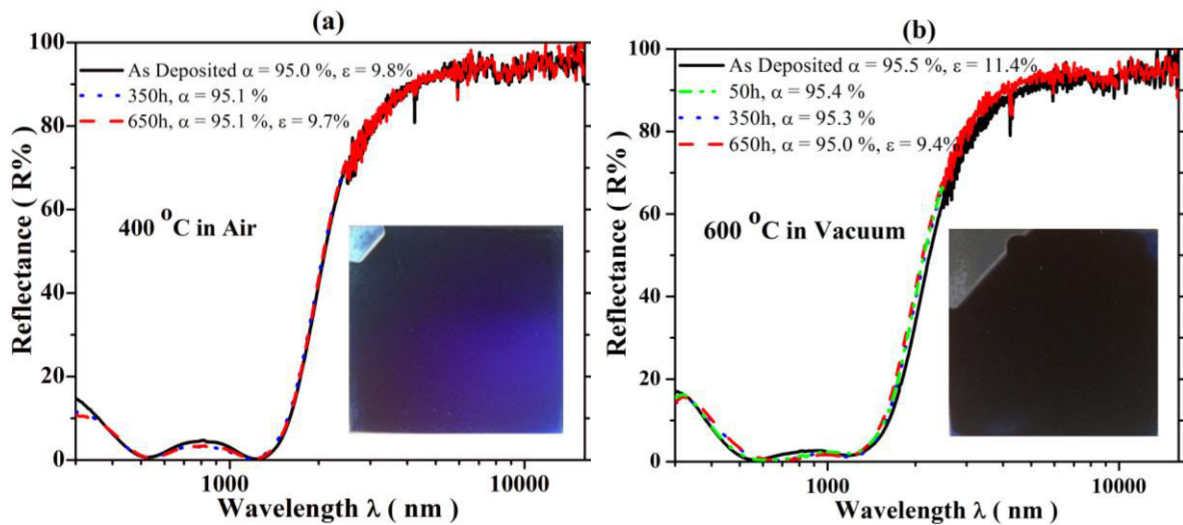 (a)
100
80
60
40
20
0
Reflectance ( R% )
As Deposited α = 95.0 %, ε = 9.8%
350h, α = 95.1 %
650h, α = 95.1 %, ε = 9.7%
400 °C in Air
1000
10000
Wavelength λ ( nm )
(b)
100
80
60
40
20
0
Reflectance ( R% )
As Deposited α = 95.5 %, ε = 11.4%
50h, α = 95.4 %
350h, α = 95.3 %
650h, α = 95.0 %, ε = 9.4%
600 °C in Vacuum
1000
10000
Wavelength λ ( nm )